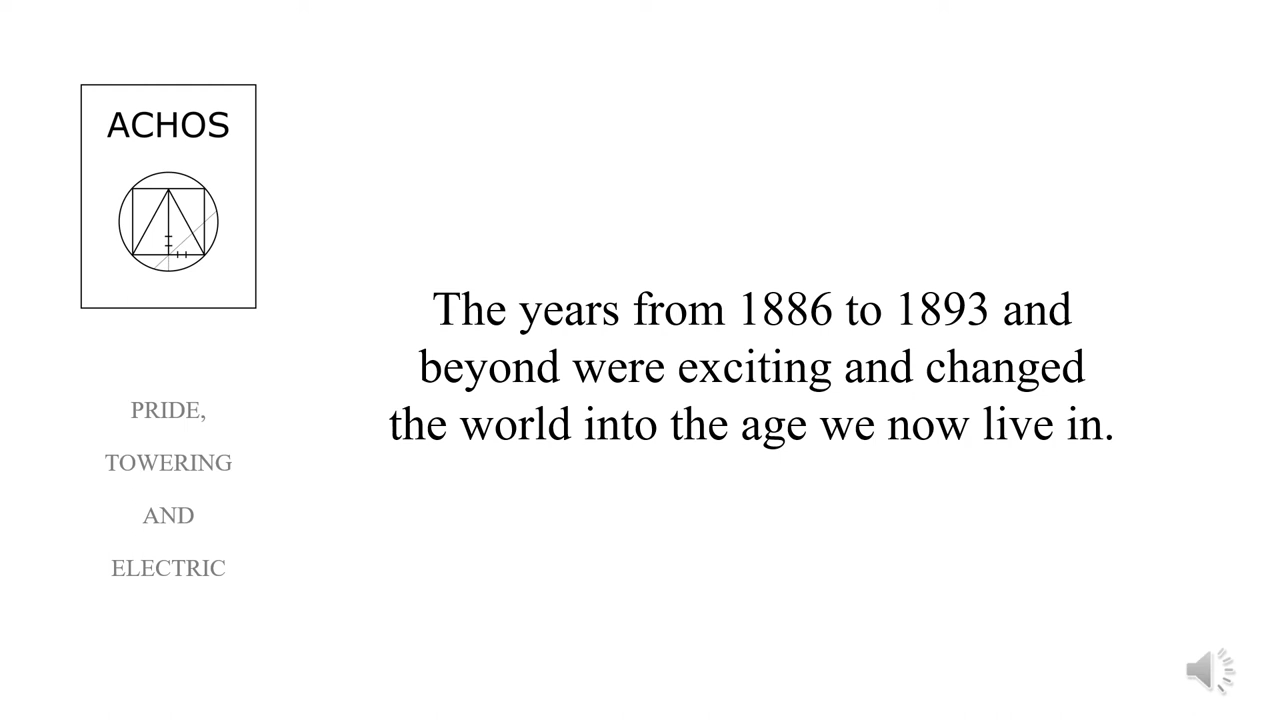 ACHOS
PRIDE,
TOWERING
AND
ELECTRIC
The years from 1886 to 1893 and
beyond were exciting and changed
the world into the age we now live in.